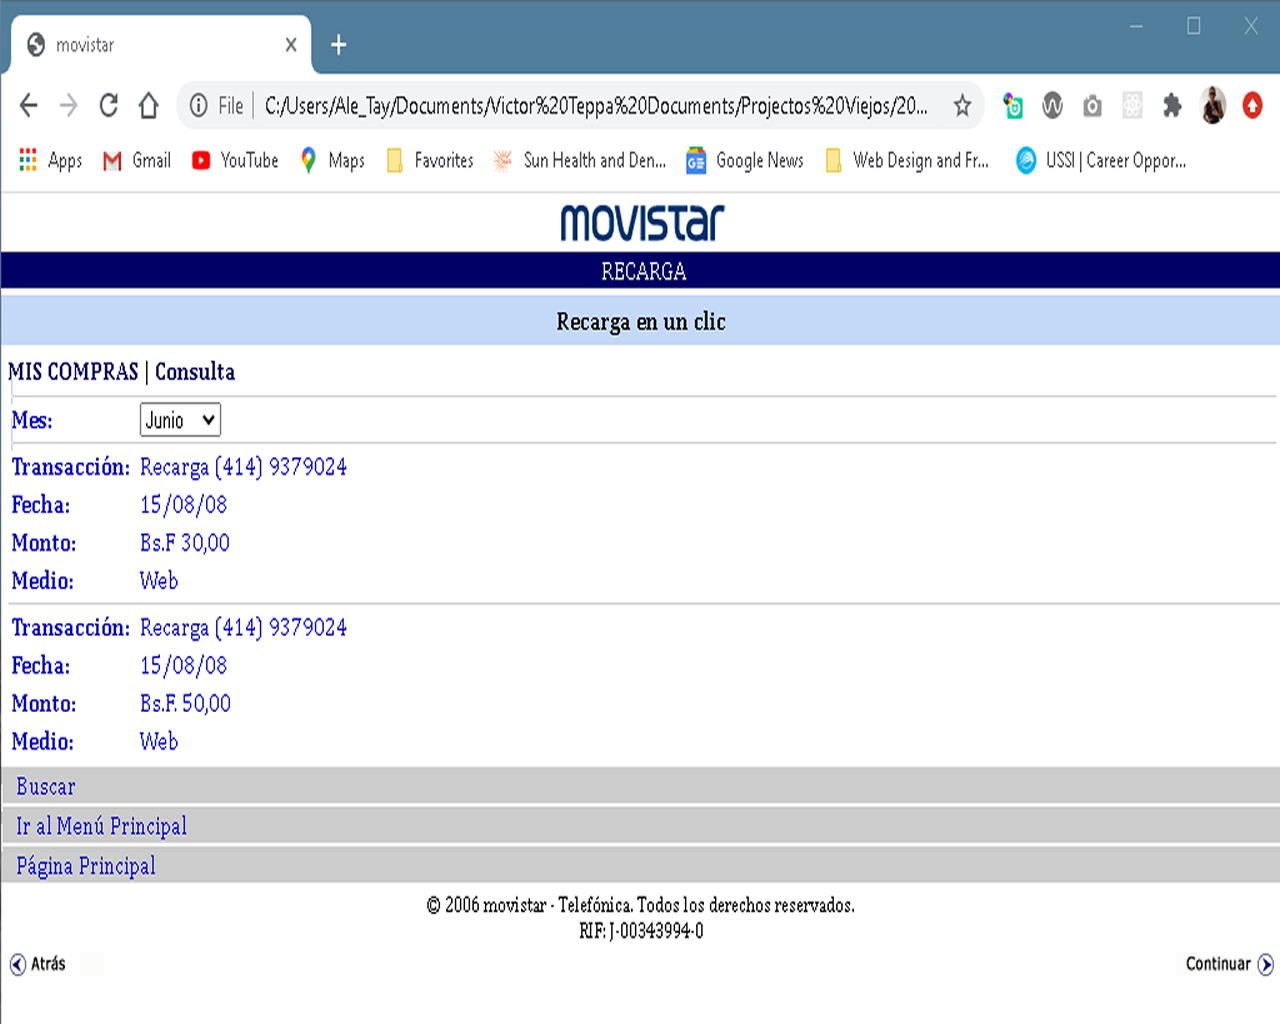 movistar
File C:/Users/Ale_Tay/Documents/Victor%20Teppa%20Documents/Projectos%20Viejos/20...
Apps Gmail YouTube Maps Favorites Sun Health and Den... Google News Web Design and Fr... USSI | Career Oppor...
movistar
RECARGA
Recarga en un clic
MIS COMPRAS | Consulta
Mes: Junio
Transacción: Recarga (414) 9379024
Fecha: 15/08/08
Monto: Bs.F 30,00
Medio: Web
Transacción: Recarga (414) 9379024
Fecha: 15/08/08
Monto: Bs.F. 50,00
Medio: Web
Buscar
Ir al Menú Principal
Página Principal
© 2006 movistar - Telefónica. Todos los derechos reservados.
RIF: J-00343994-0
Atrás Continuar